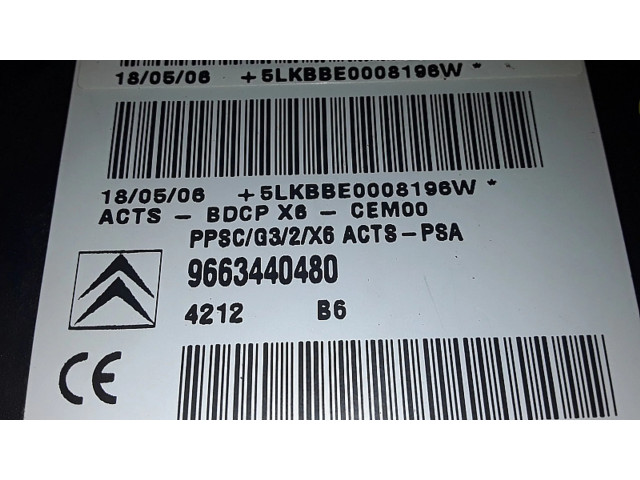 18/05/06 +5LKBBE0008196W *
18/05/06 +5LKBBE0008196W *
ACTS - BDCP X6 - CEM00
PPSC/G3/2/X6 ACTS-PSA
9663440480
4212 B6
CE